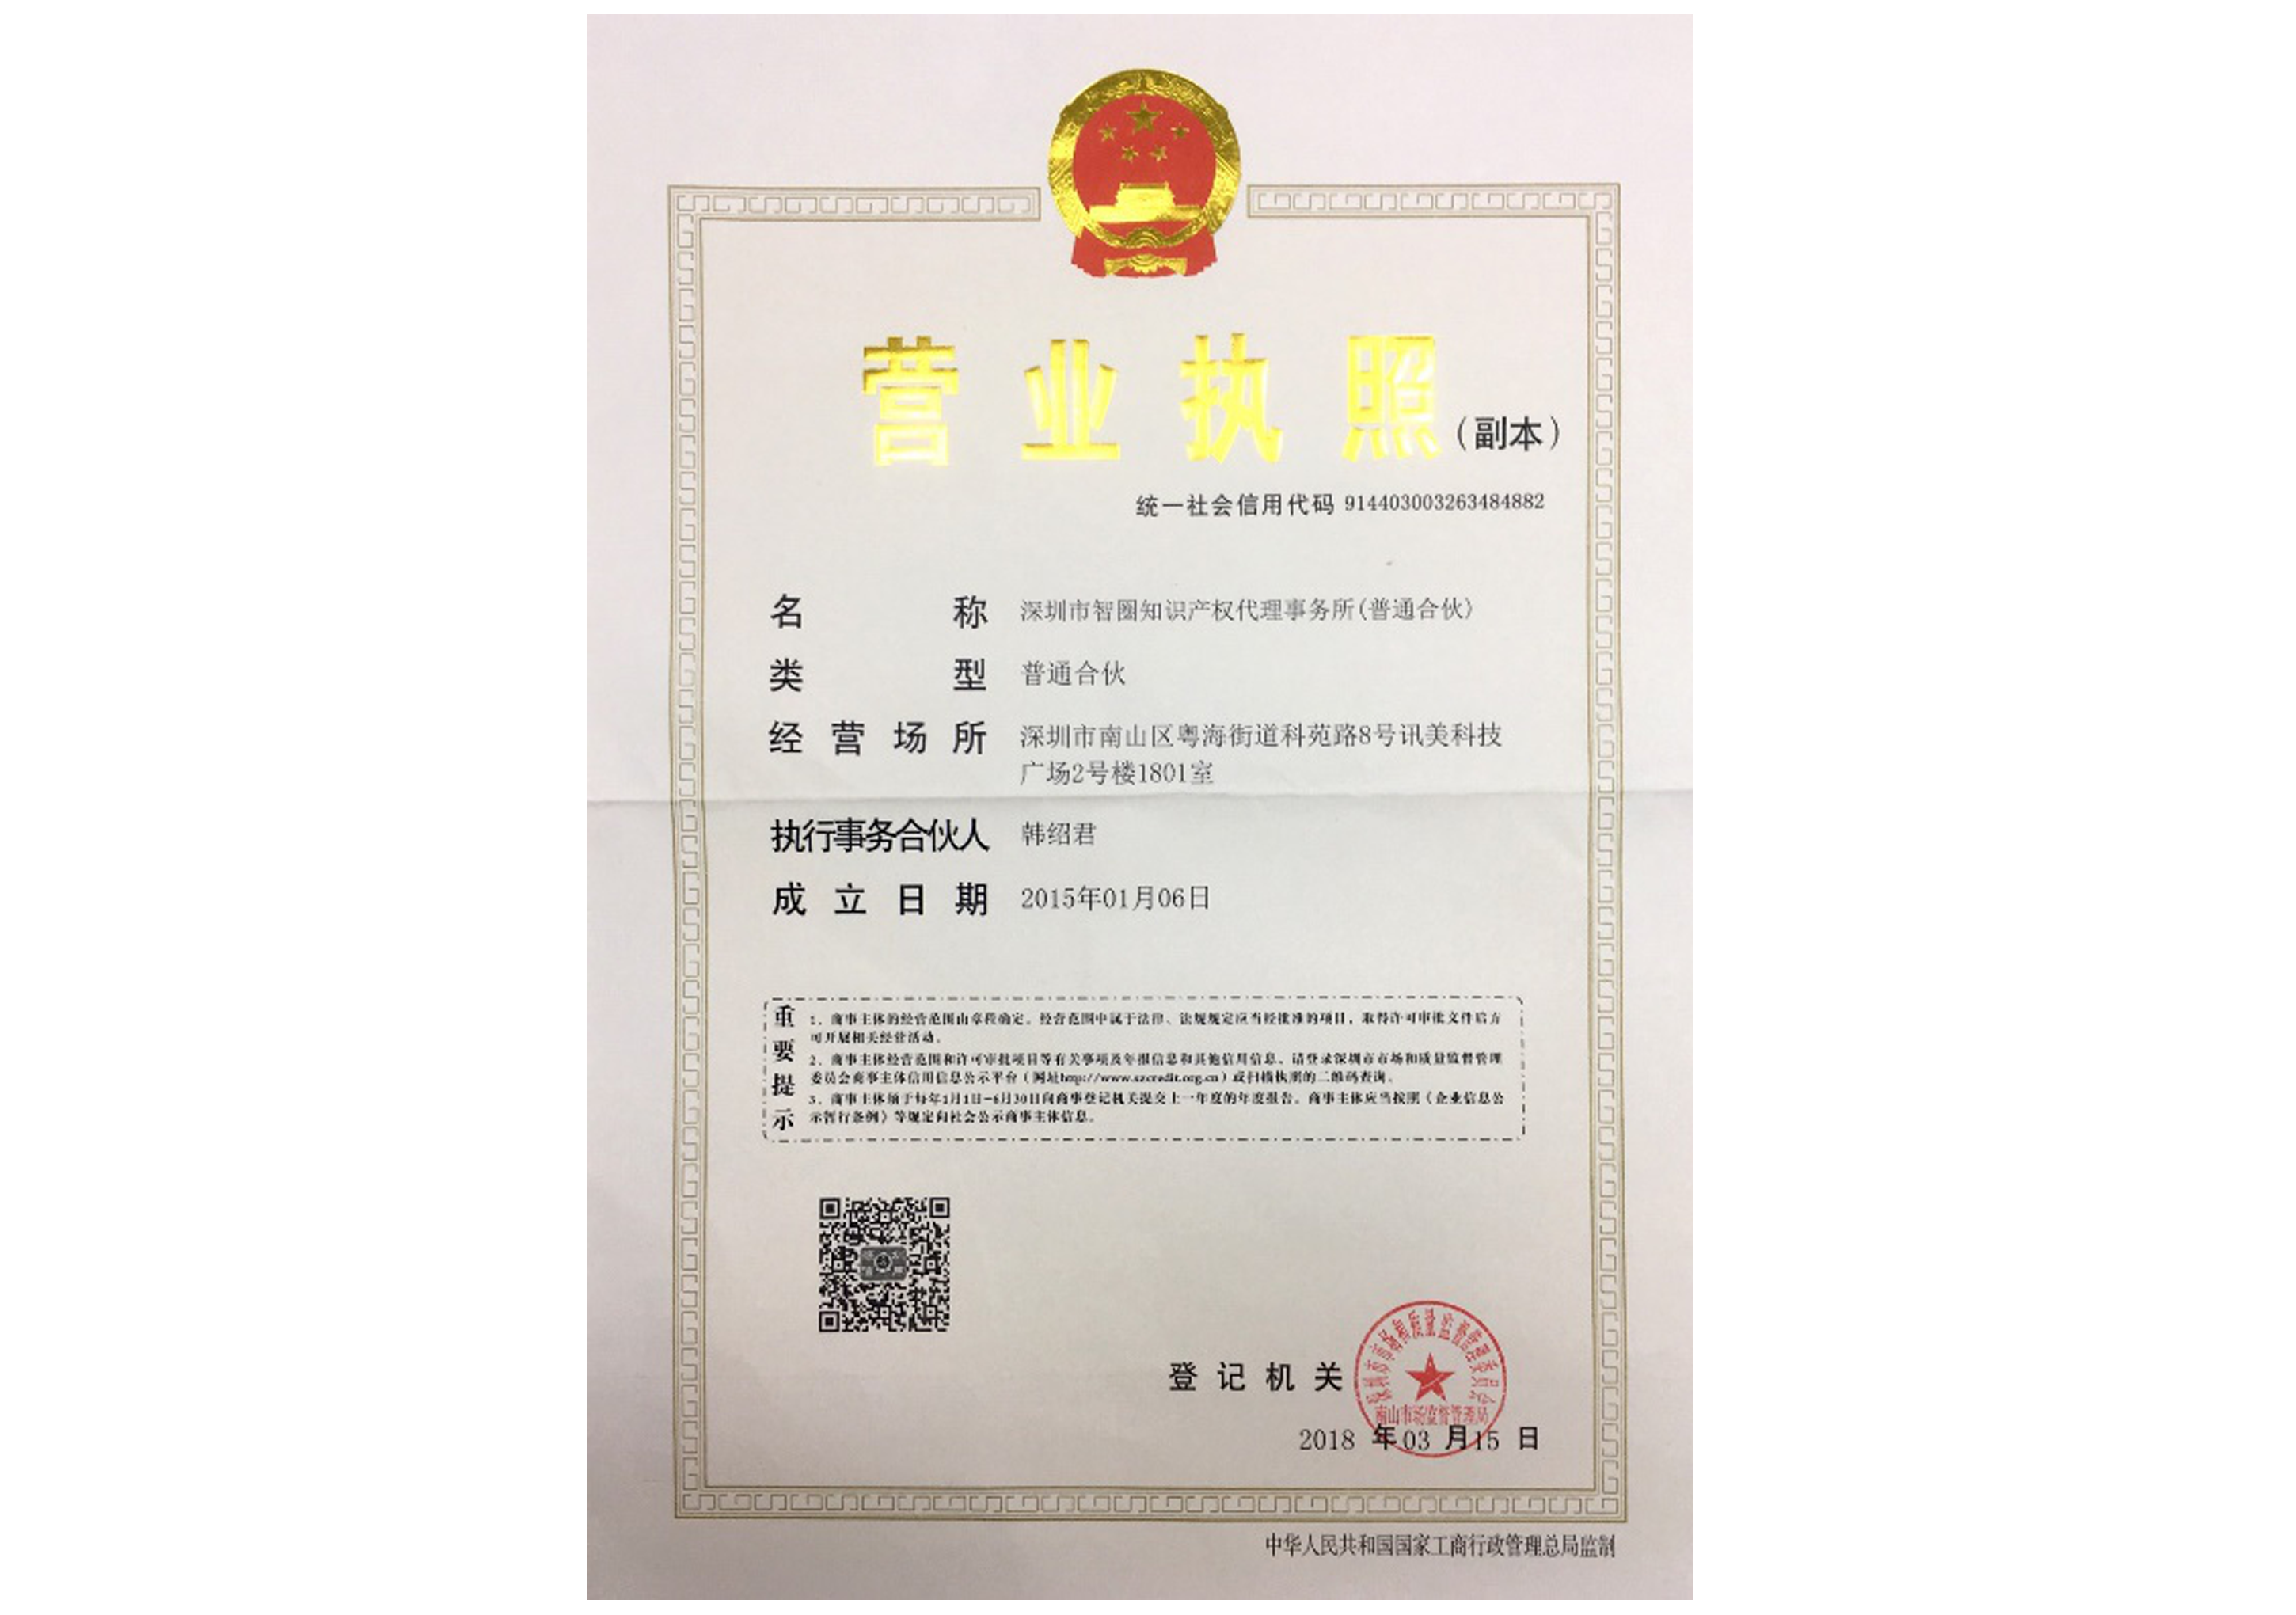 营业执照(副本)
统一社会信用代码 914403003263484882
名称 深圳市智圈知识产权代理事务所(普通合伙)
类型 普通合伙
经营场所 深圳市南山区粤海街道科苑路8号讯美科技
广场2号楼1801室
执行事务合伙人 韩绍君
成立日期 2015年01月06日
重要提示
1、商事主体的经营范围由章程确定。经营范围中属于法律、法规规定应当经批准的项目，取得许可审批文件后方
可开展相关经营活动。
2、商事主体经营范围和许可审批项目等有关事项及年报信息和其他信用信息，请登录深圳市市场和质量监督管理
委员会商事主体信用信息公示平台（网址http://www.szcredit.org.cn）或扫描执照的二维码查询。
3、商事主体须于每年1月1日-6月30日向商事登记机关提交上一年度的年度报告。商事主体应当按照《企业信息公
示暂行条例》等规定向社会公示商事主体信息。
深圳市市场和质量监督管理委员会
登记机关
南山市场监督管理局
2018 年 03 月 15 日
中华人民共和国国家工商行政管理总局监制